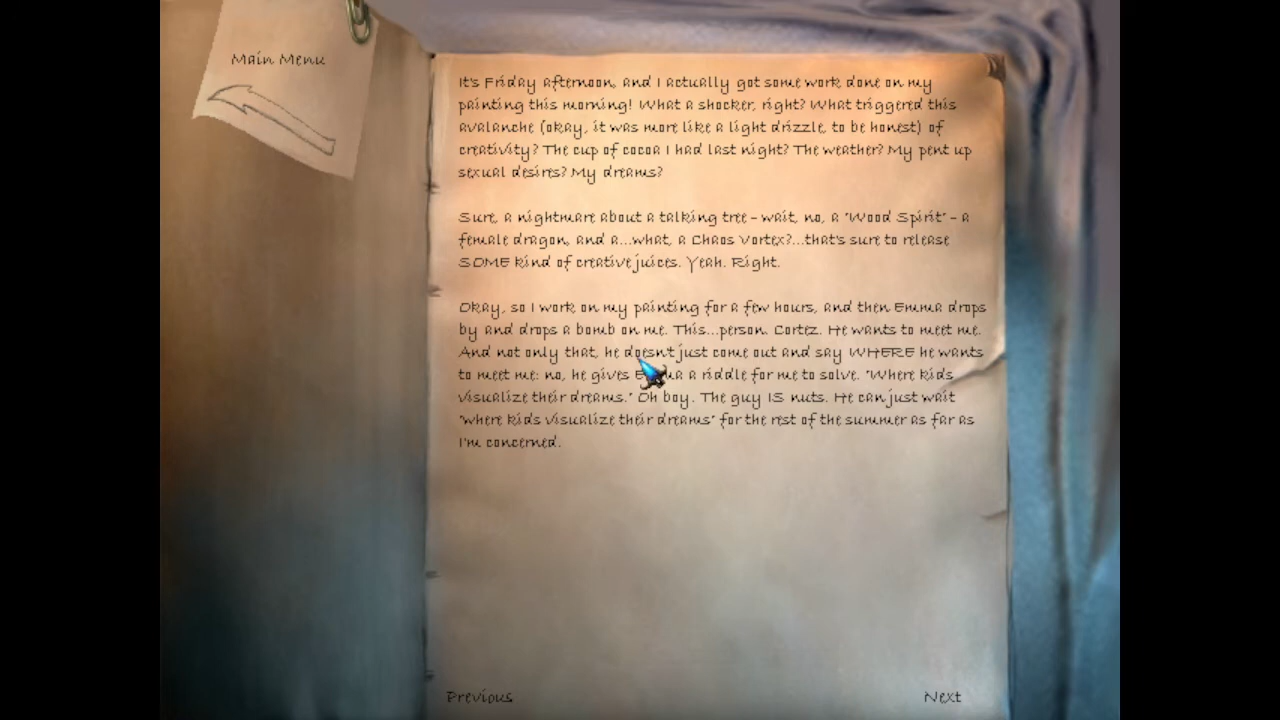 Main Menu
It's Friday afternoon, and I actually got some work done on my
painting this morning! What a shocker, right? What triggered this
avalanche (okay, it was more like a light drizzle, to be honest) of
creativity? The cup of cocoa I had last night? The weather? My pent up
sexual desires? My dreams?
Sure, a nightmare about a talking tree - wait, no, a "Wood Spirit" - a
female dragon, and a...what, a Chaos Vortex?...that's sure to release
SOME kind of creative juices. Yeah. Right.
Okay, so I work on my painting for a few hours, and then Emma drops
by and drops a bomb on me. This...person. Cortez. He wants to meet me.
And not only that, he doesn't just come out and say WHERE he wants
to meet me: no, he gives Emma a riddle for me to solve. "Where kids
visualize their dreams." Oh boy. The guy IS nuts. He can just wait
"where kids visualize their dreams" for the rest of the summer as far as
I'm concerned.
Previous
Next